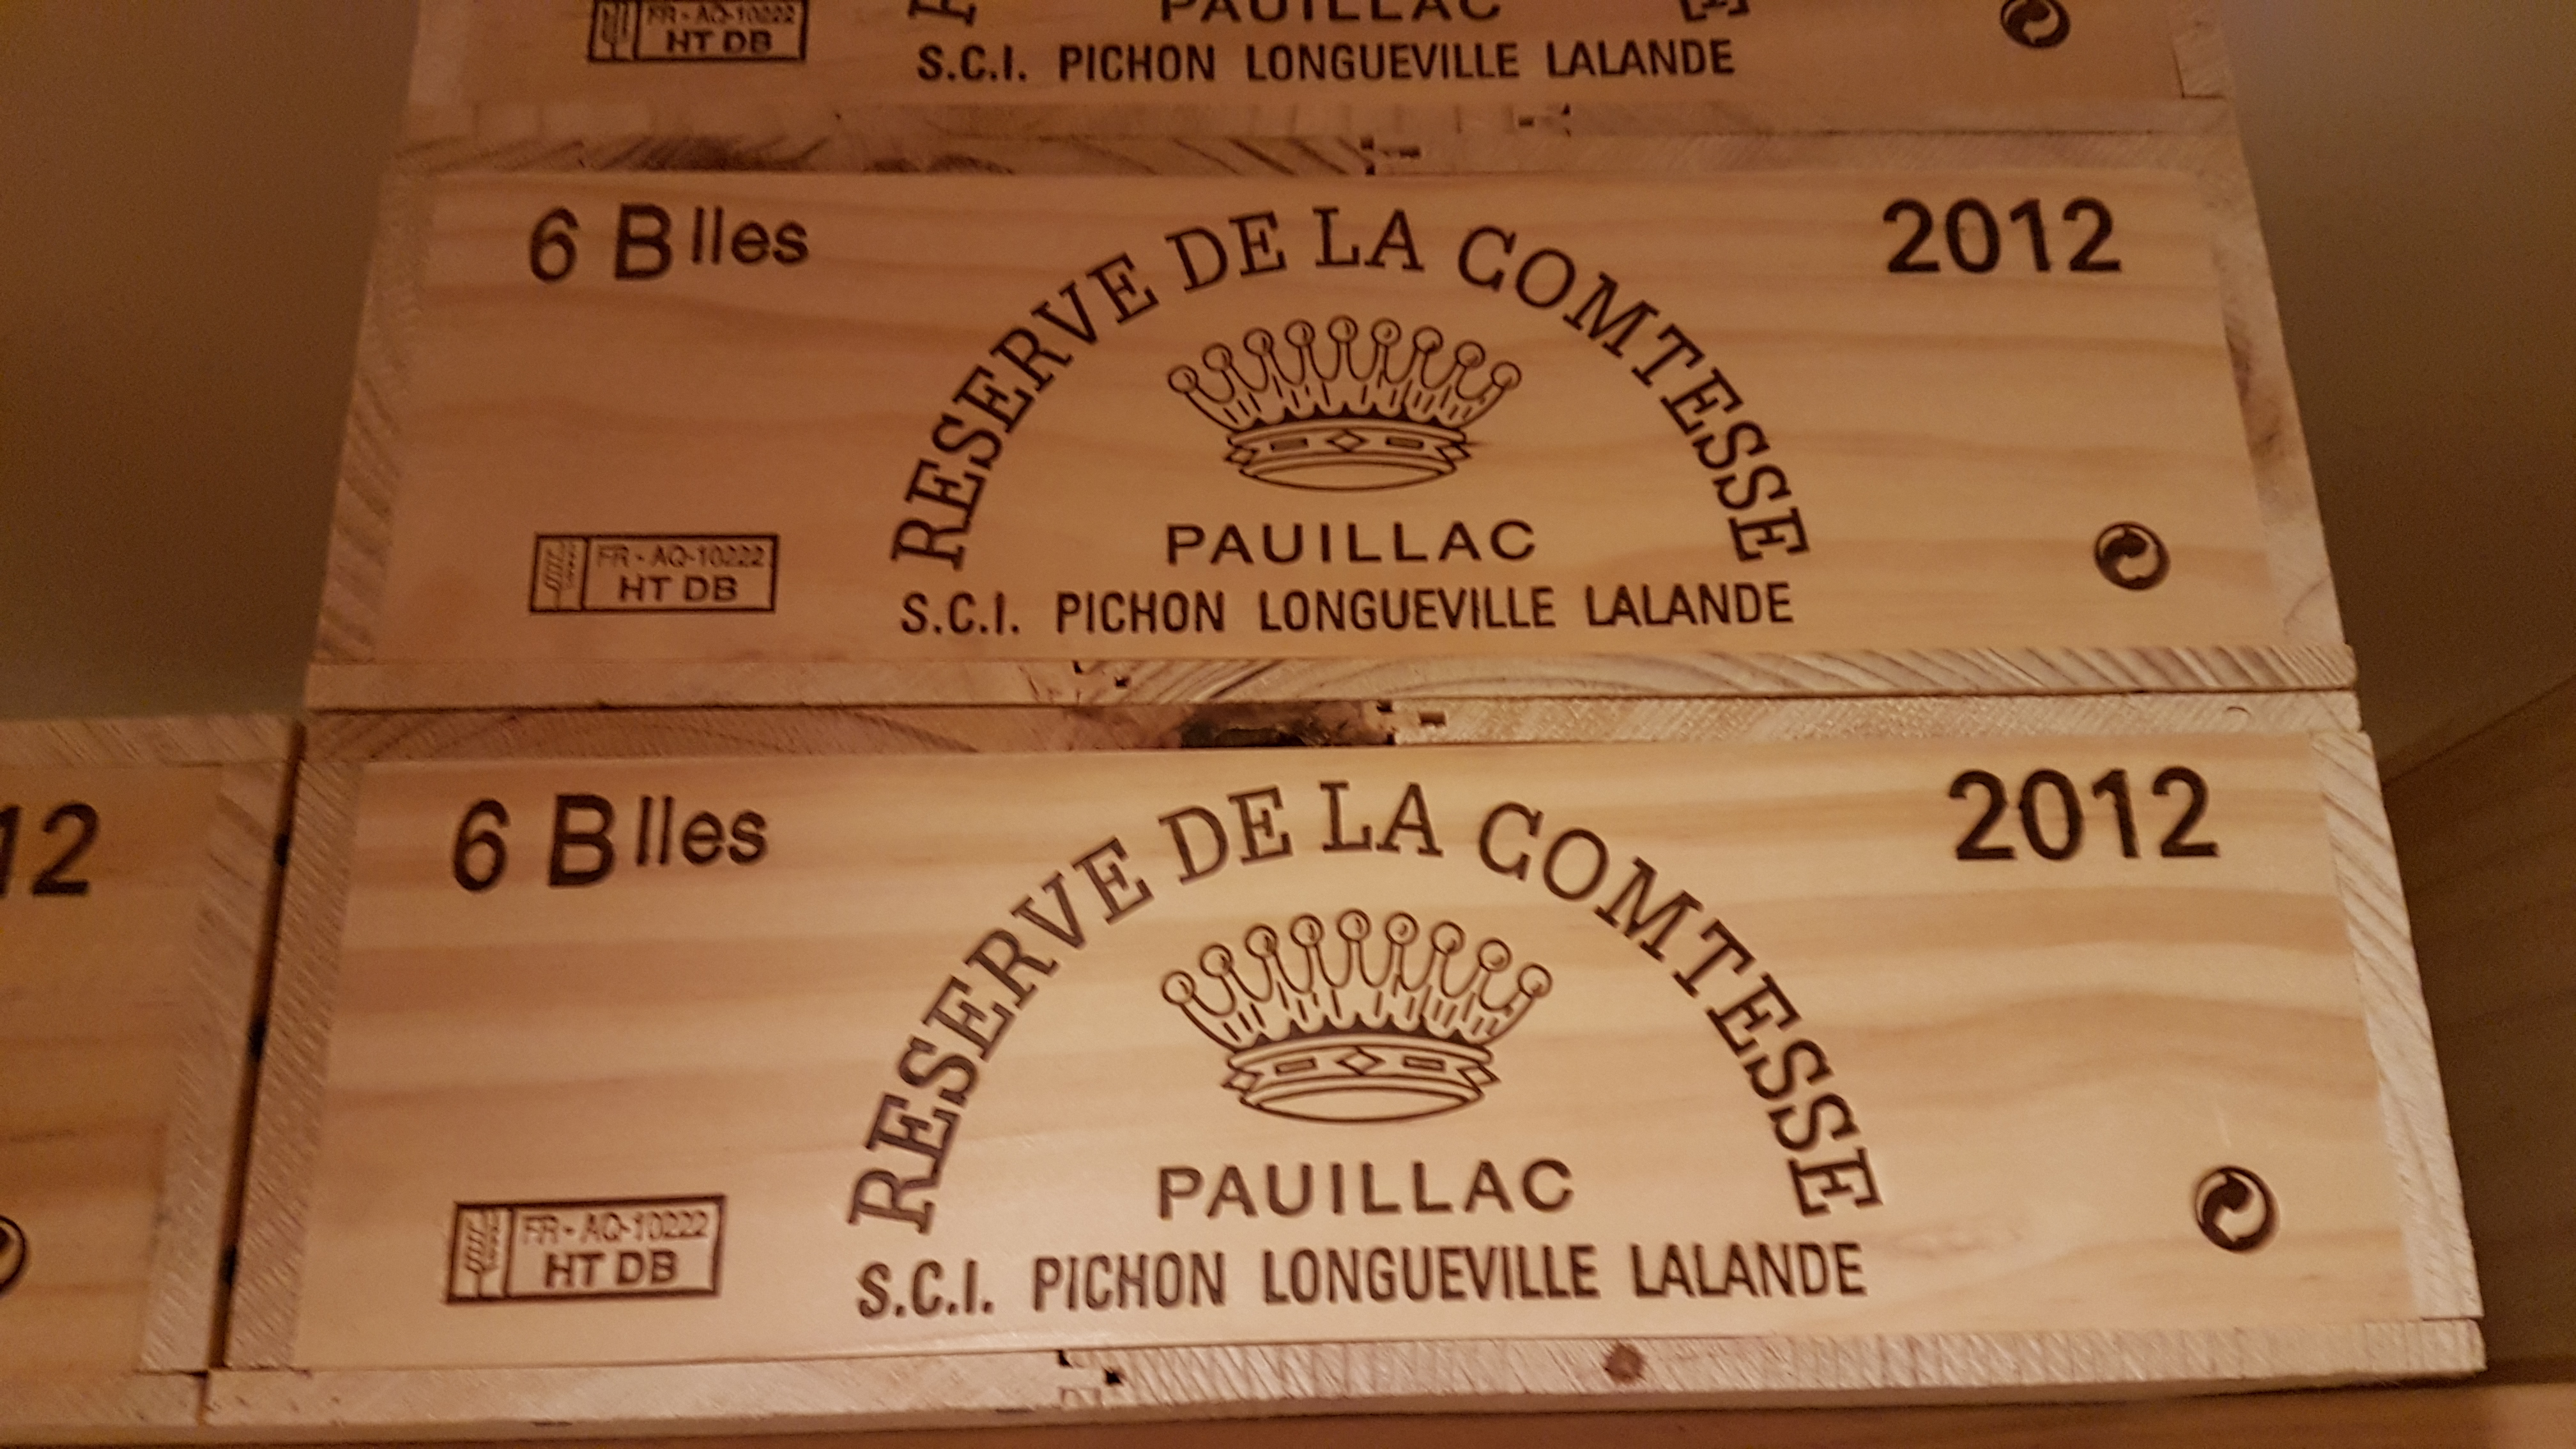 FR - AQ-10222
HT DB
PAUILLAC
S.C.I. PICHON LONGUEVILLE LALANDE
6 Blles
RESERVE DE LA COMTESSE
2012
PAUILLAC
FR - AQ-10222
HT DB
S.C.I. PICHON LONGUEVILLE LALANDE
12
6 Blles
RESERVE DE LA COMTESSE
2012
PAUILLAC
FR - AQ-10222
HT DB
S.C.I. PICHON LONGUEVILLE LALANDE